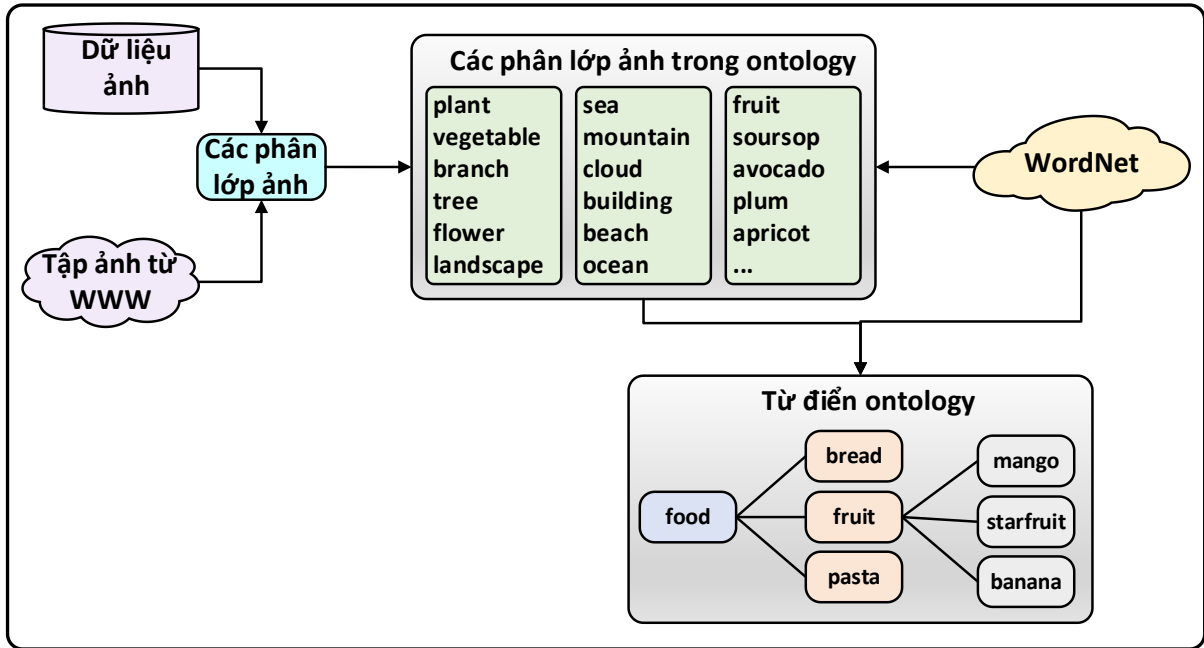 Dữ liệu
ảnh
Các phân
lớp ảnh
Tập ảnh từ
WWW
Các phân lớp ảnh trong ontology
plant
vegetable
branch
tree
flower
landscape
sea
mountain
cloud
building
beach
ocean
fruit
soursop
avocado
plum
apricot
...
WordNet
Từ điển ontology
food
bread
fruit
pasta
mango
starfruit
banana